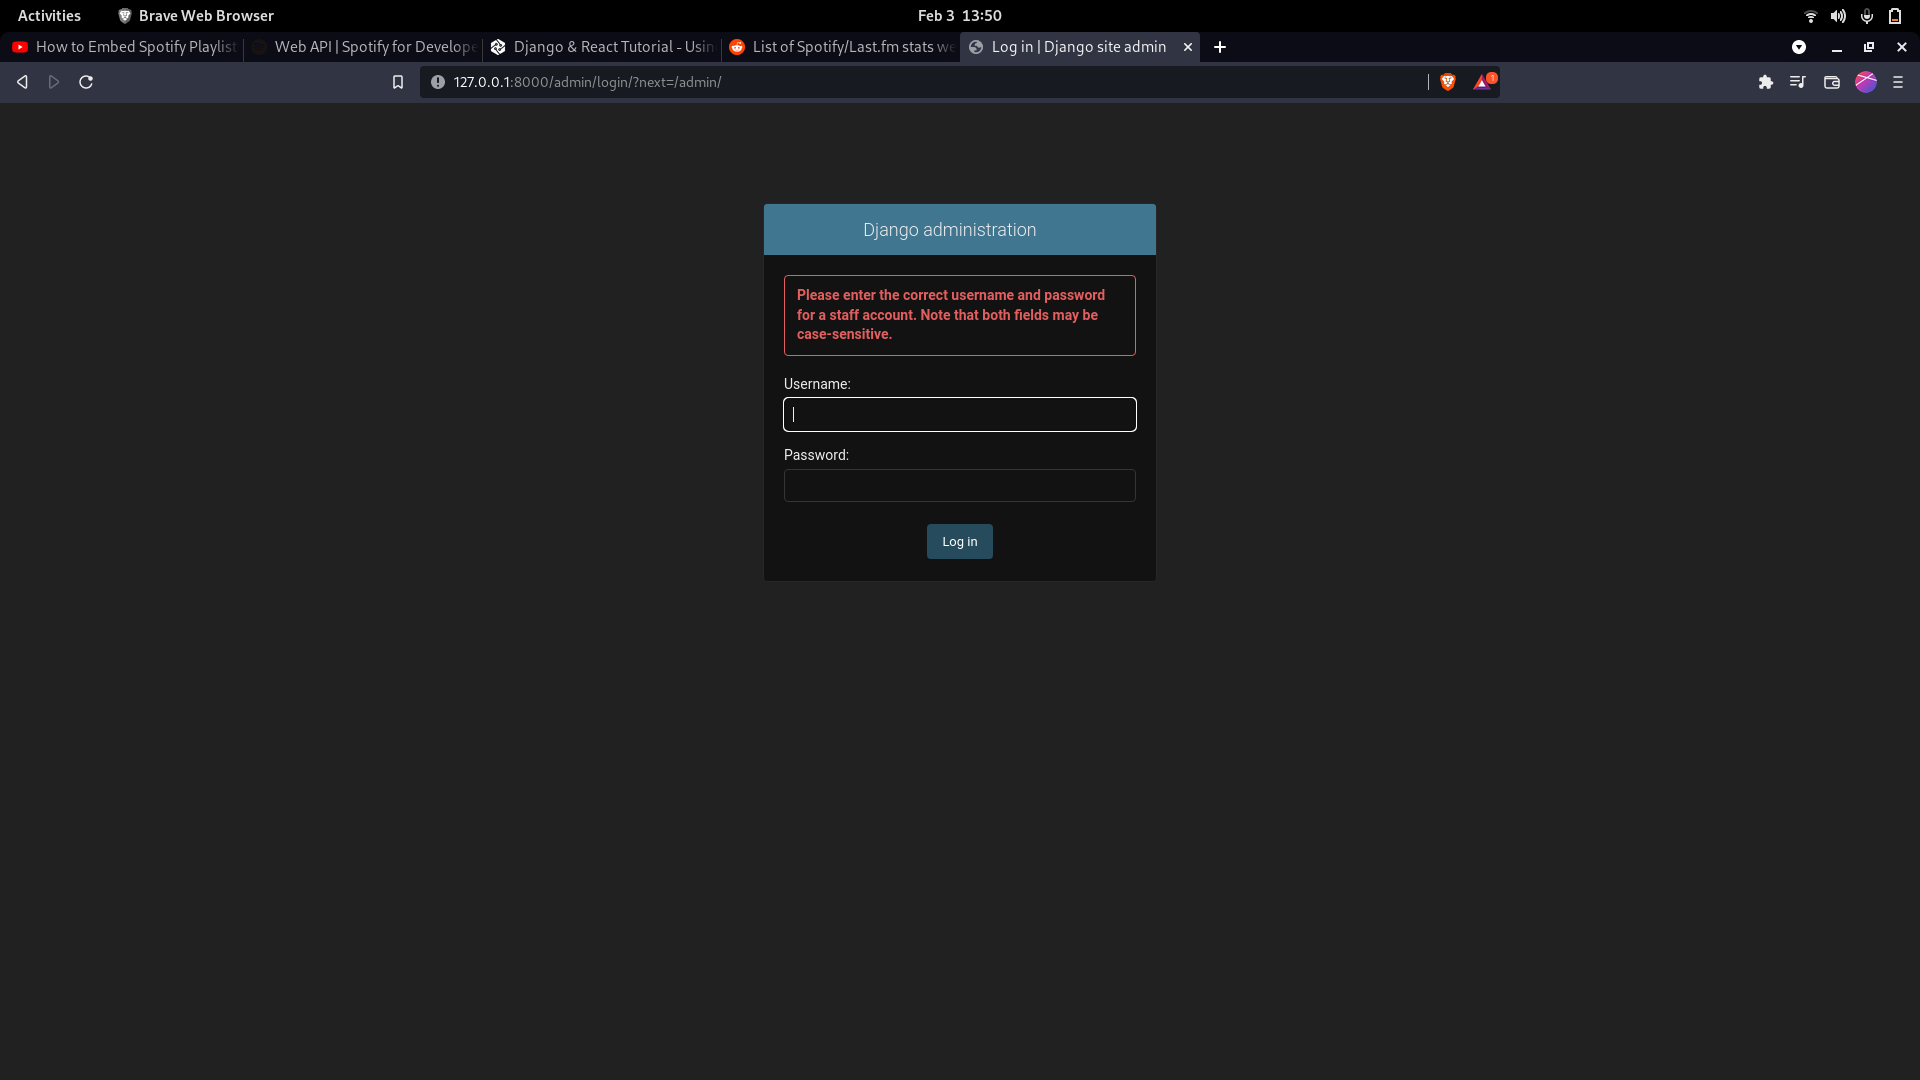 Activities
Brave Web Browser
Feb 3 13:50
How to Embed Spotify Playlist
Web API | Spotify for Develope
Django & React Tutorial - Usin
List of Spotify/Last.fm stats we
Log in | Django site admin
127.0.0.1:8000/admin/login/?next=/admin/
1
Django administration
Please enter the correct username and password
for a staff account. Note that both fields may be
case-sensitive.
Username:
Password:
Log in